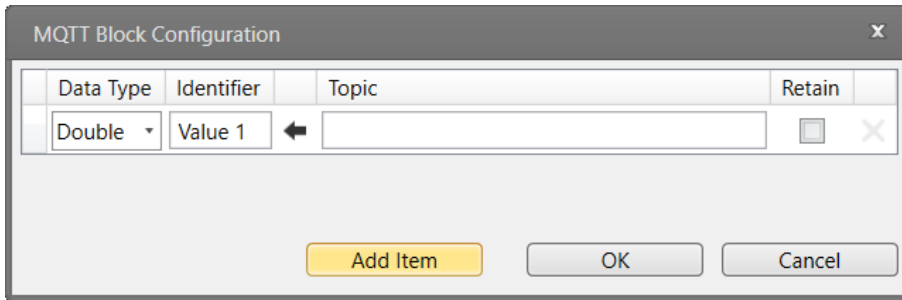 MQTT Block Configuration x
Data Type Identifier Topic Retain
Double Value 1
Add Item OK Cancel